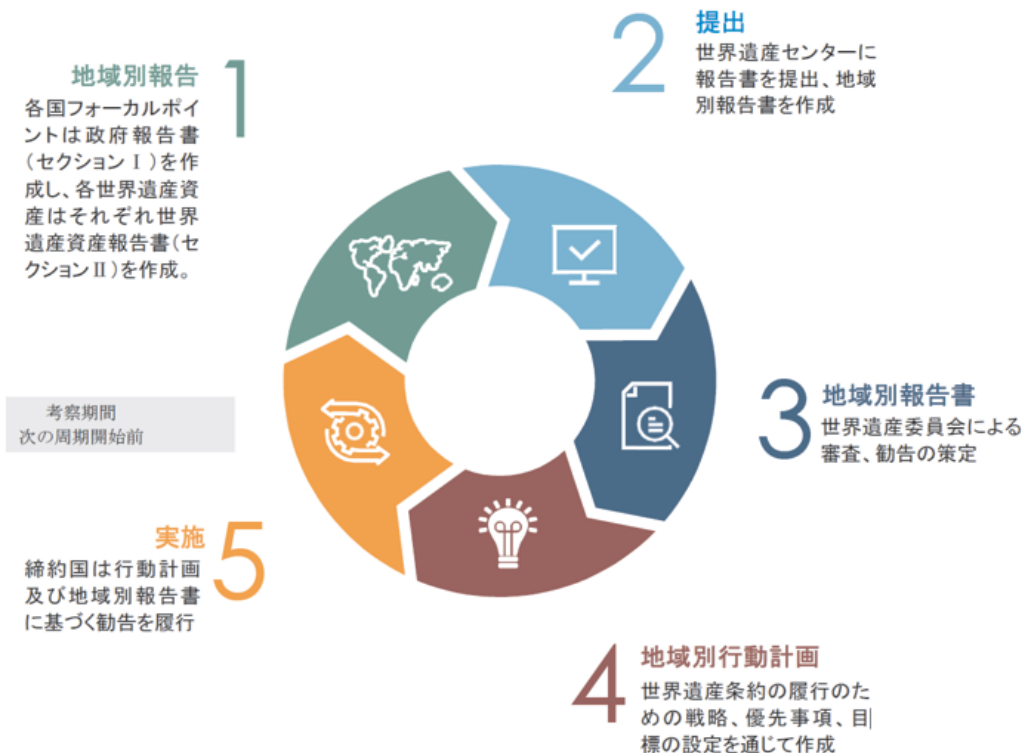 1
地域別報告
各国フォーカルポイ
ントは政府報告書
(セクションⅠ)を作
成し、各世界遺産資
産はそれぞれ世界
遺産資産報告書(セ
クションⅡ)を作成。
2
提出
世界遺産センターに
報告書を提出、地域
別報告書を作成
3
地域別報告書
世界遺産委員会による
審査、勧告の策定
4
地域別行動計画
世界遺産条約の履行のた
めの戦略、優先事項、目
標の設定を通じて作成
5
実施
締約国は行動計画
及び地域別報告書
に基づく勧告を履行
考察期間
次の周期開始前